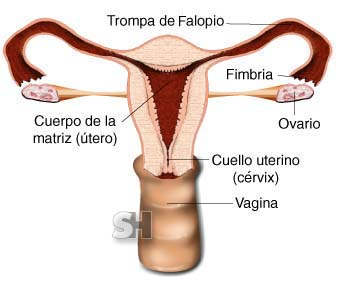 Trompa de Falopio
Fimbria
Ovario
Cuerpo de la
matriz (útero)
Cuello uterino
(cérvix)
Vagina
SH